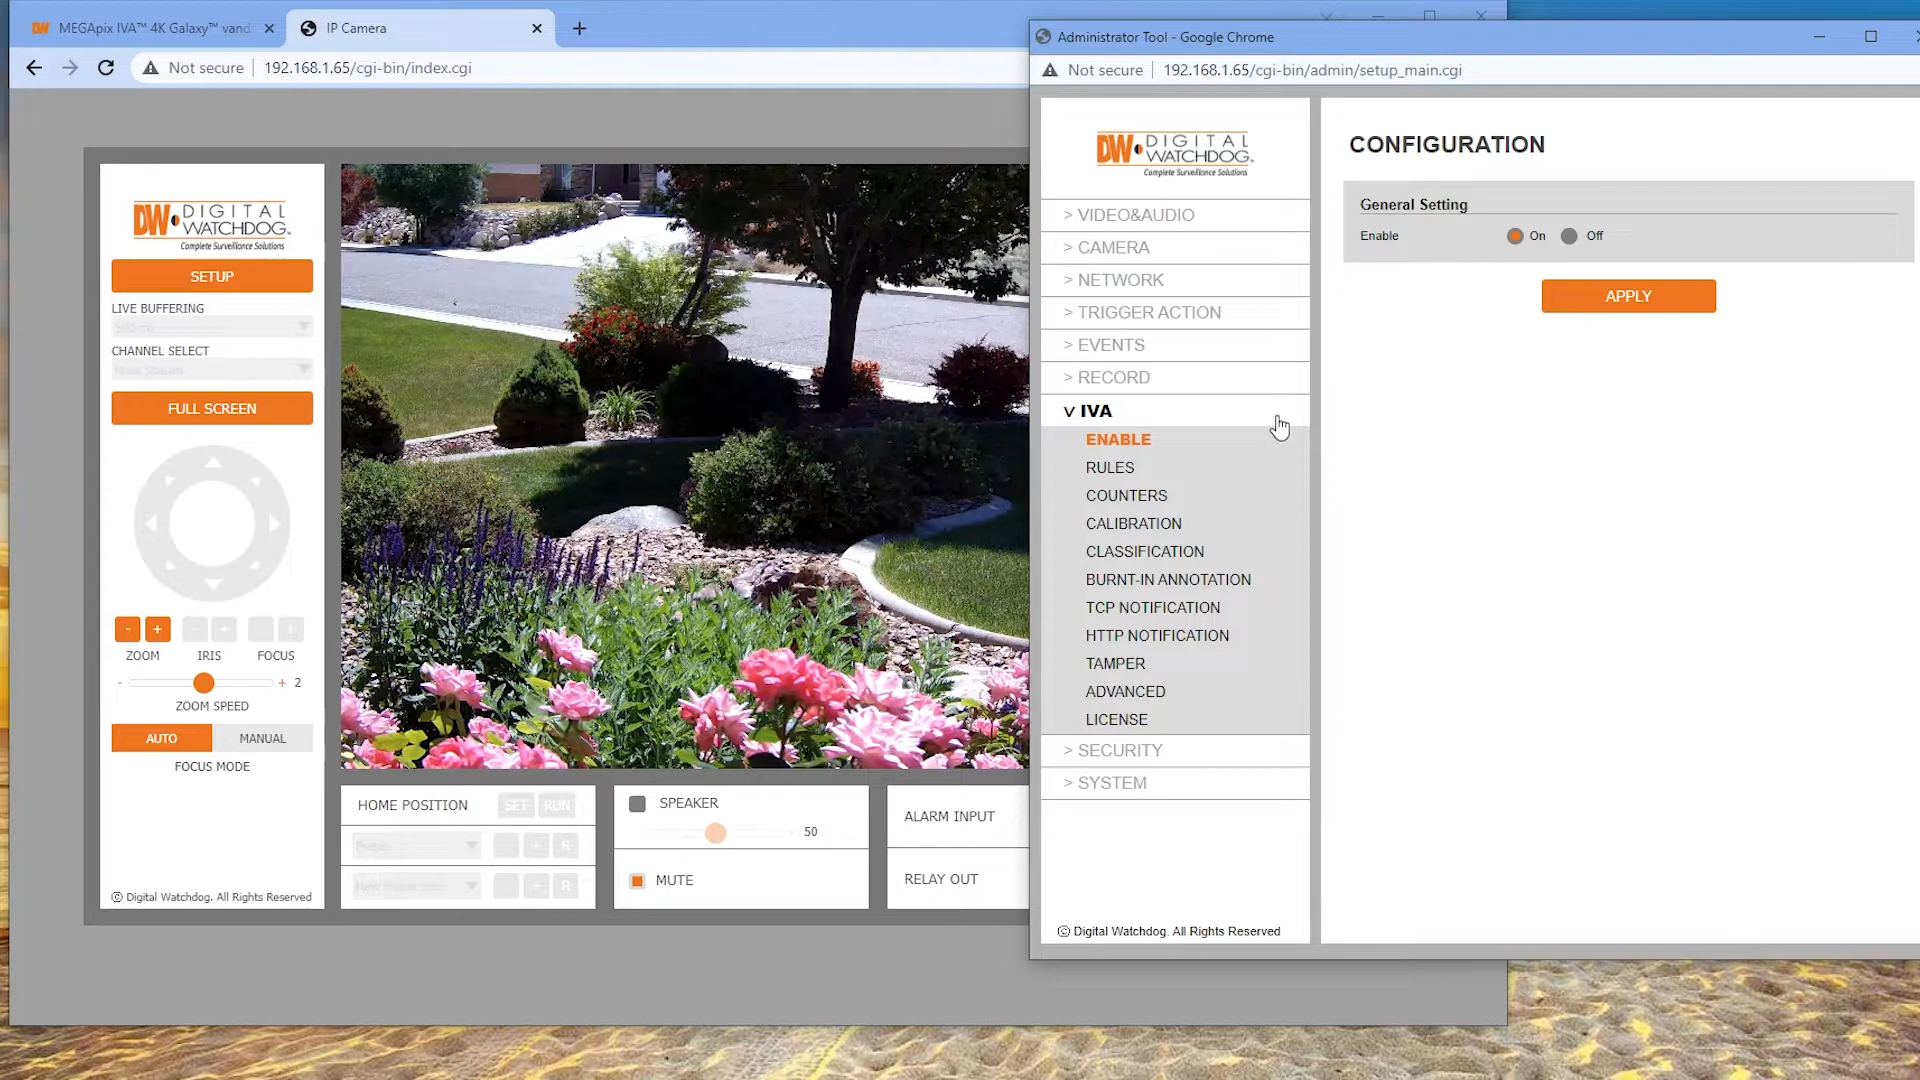 MEGApix IVA™ 4K Galaxy™ vand
IP Camera
Not secure
192.168.1.65/cgi-bin/index.cgi
DW DIGITAL
WATCHDOG
Complete Surveillance Solutions
SETUP
LIVE BUFFERING
CHANNEL SELECT
Main Stream
FULL SCREEN
- +
- +
+
ZOOM
IRIS
FOCUS
- + 2
ZOOM SPEED
AUTO
MANUAL
FOCUS MODE
© Digital Watchdog. All Rights Reserved
HOME POSITION
SET
RUN
Preset
+
R
+
R
SPEAKER
50
MUTE
ALARM INPUT
RELAY OUT
Administrator Tool - Google Chrome
Not secure
192.168.1.65/cgi-bin/admin/setup_main.cgi
DW DIGITAL
WATCHDOG
Complete Surveillance Solutions
> VIDEO&AUDIO
> CAMERA
> NETWORK
> TRIGGER ACTION
> EVENTS
> RECORD
v IVA
ENABLE
RULES
COUNTERS
CALIBRATION
CLASSIFICATION
BURNT-IN ANNOTATION
TCP NOTIFICATION
HTTP NOTIFICATION
TAMPER
ADVANCED
LICENSE
> SECURITY
> SYSTEM
© Digital Watchdog. All Rights Reserved
CONFIGURATION
General Setting
Enable
On
Off
APPLY